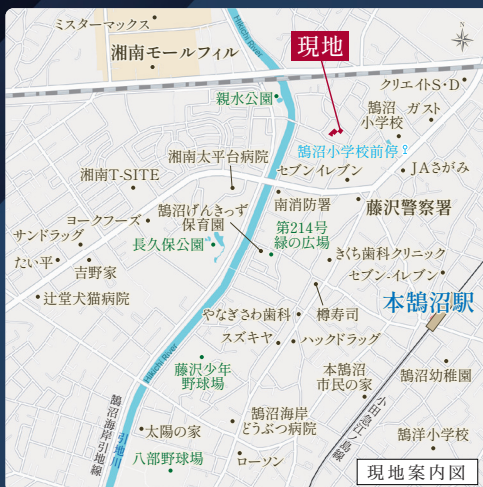 ミスターマックス
湘南モールフィル
Hikichi River
現地
N
クリエイトS・D
親水公園
鵠沼
小学校
ガスト
鵠沼小学校前停
湘南太平台病院
セブンイレブン
JAさがみ
湘南T-SITE
南消防署
藤沢警察署
ヨークフーズ
鵠沼げんきっず
保育園
第214号
緑の広場
サンドラッグ
長久保公園
きくち歯科クリニック
たい平
吉野家
セブン-イレブン
辻堂犬猫病院
樽寿司
本鵠沼駅
やなぎさわ歯科
スズキヤ
ハックドラッグ
Hikichi River
藤沢少年
野球場
本鵠沼
市民の家
鵠沼幼稚園
小田急江ノ島線
鵠沼海岸引地線
引地川
太陽の家
鵠沼海岸
どうぶつ病院
鵠洋小学校
八部野球場
ローソン
現地案内図